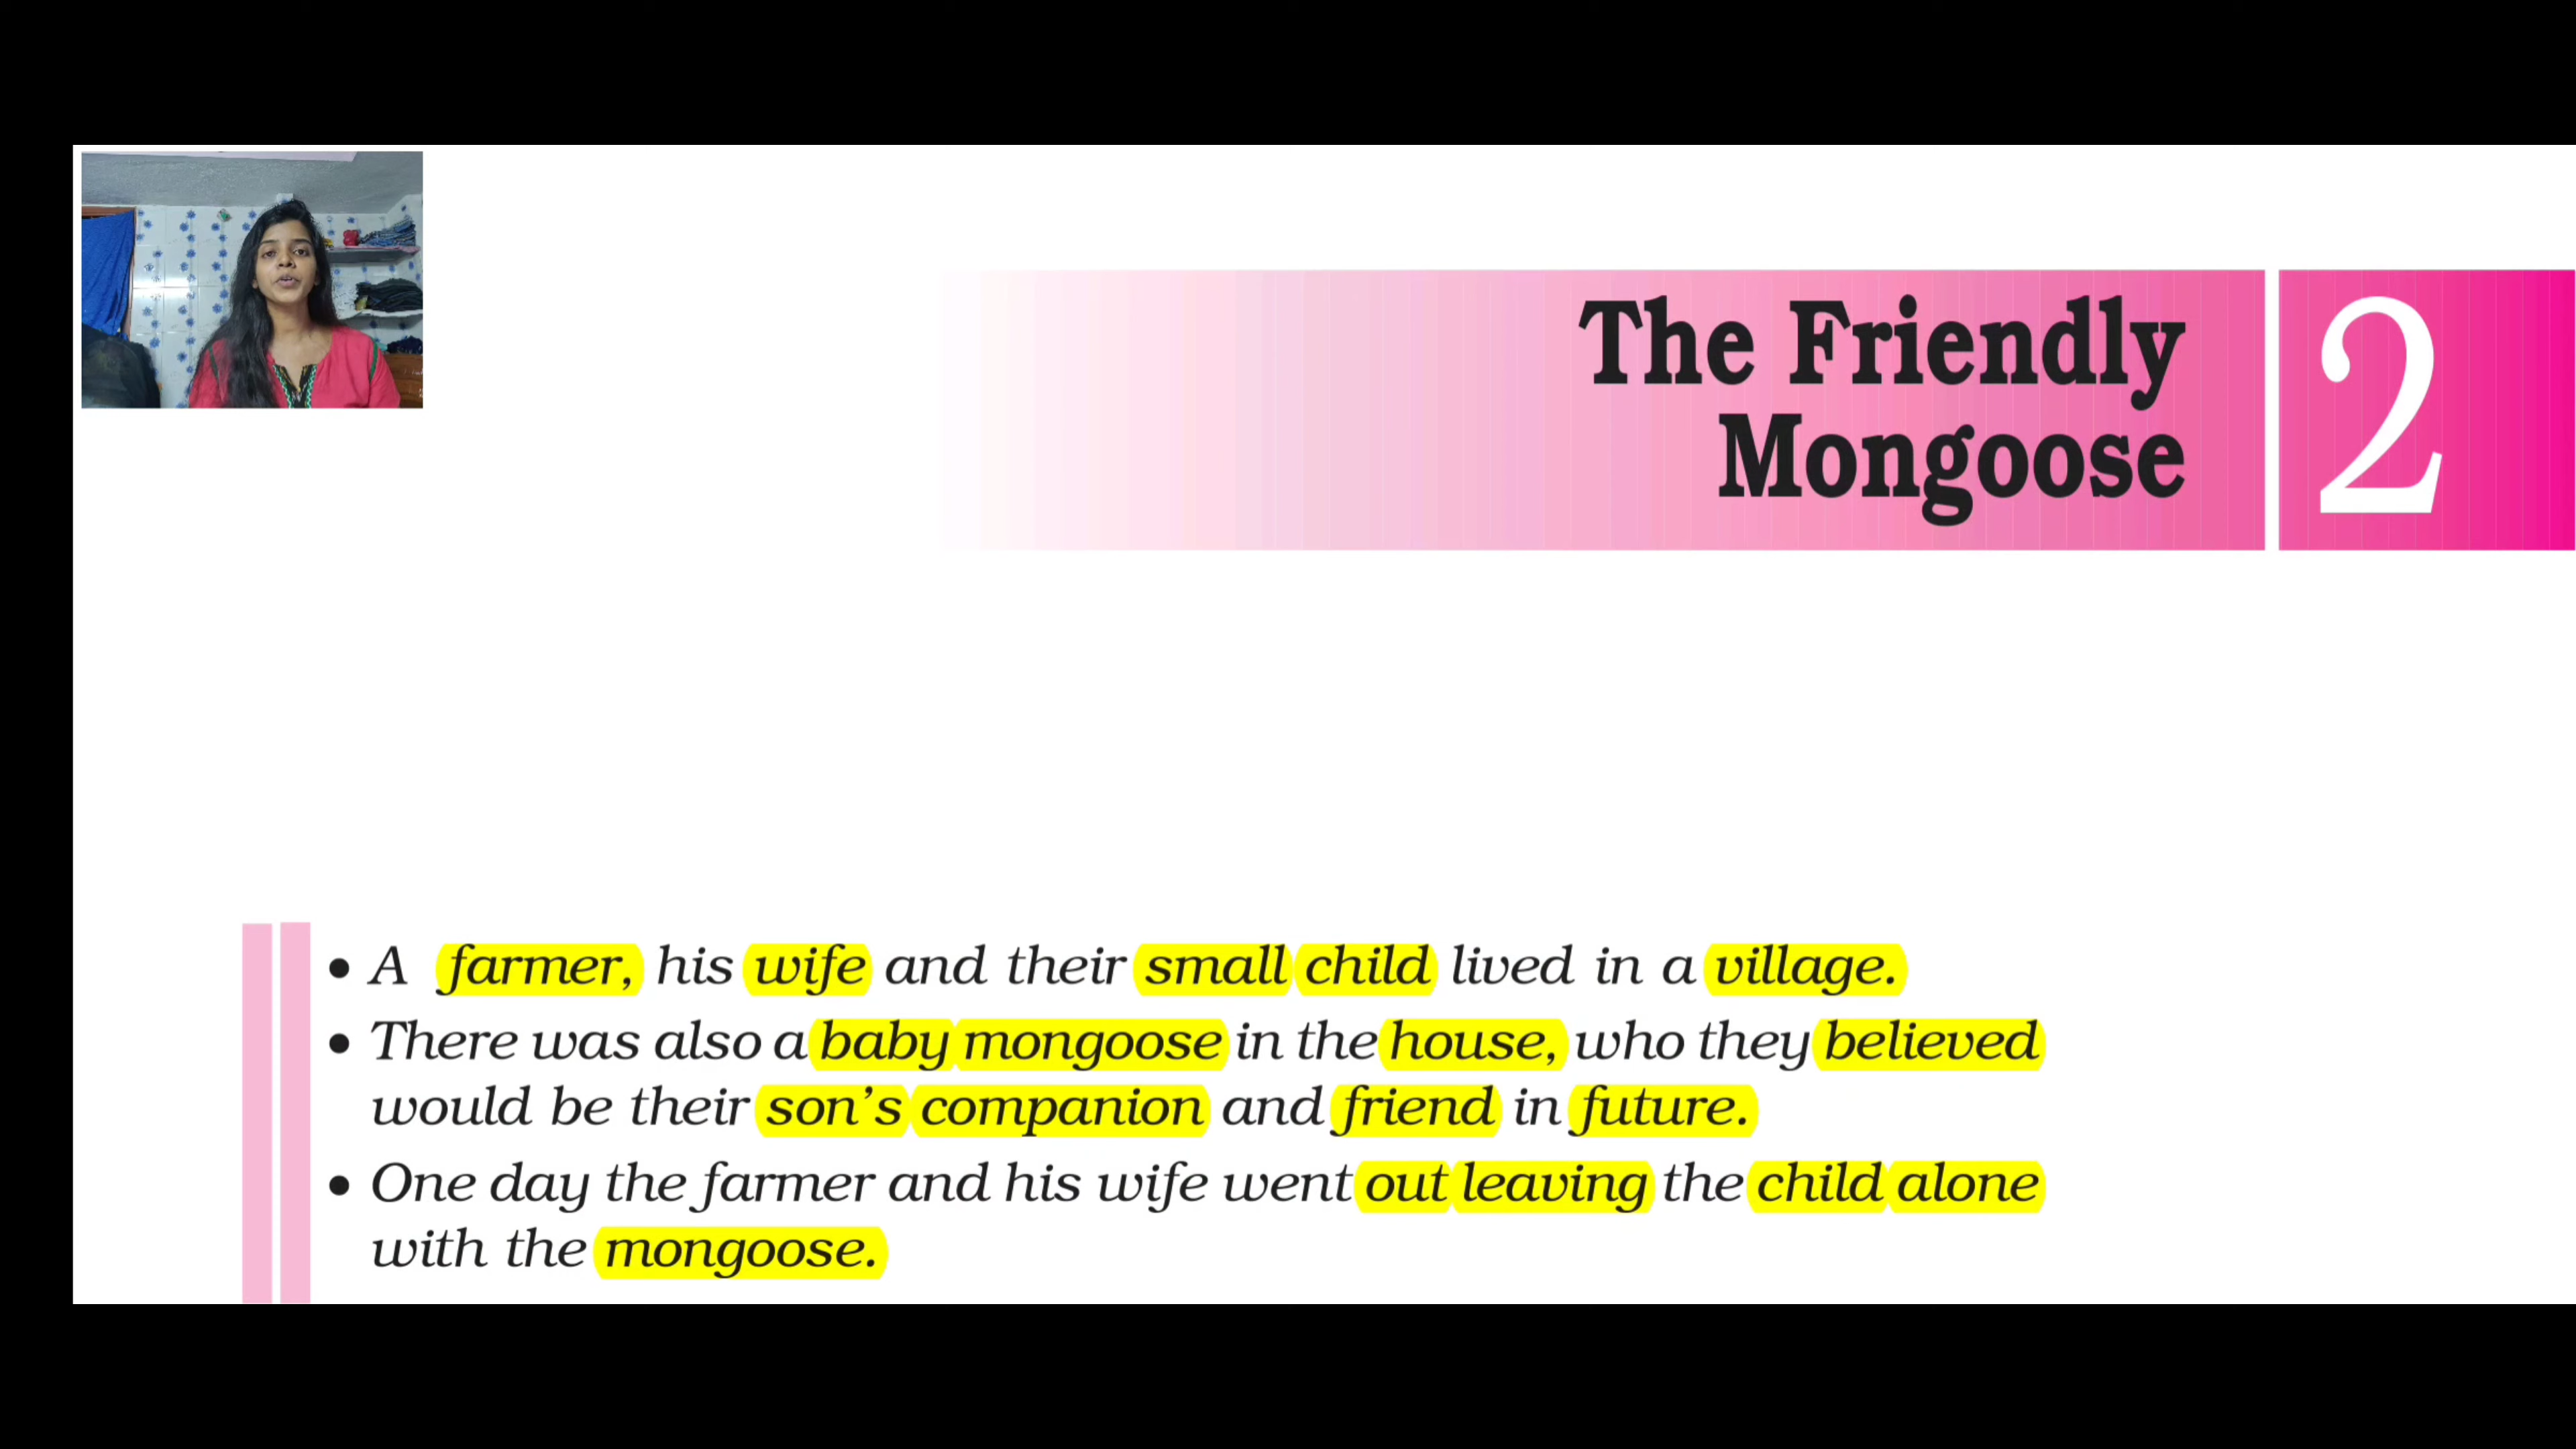 The Friendly
Mongoose
2
• A farmer, his wife and their small child lived in a village.
• There was also a baby mongoose in the house, who they believed
would be their son's companion and friend in future.
• One day the farmer and his wife went out leaving the child alone
with the mongoose.